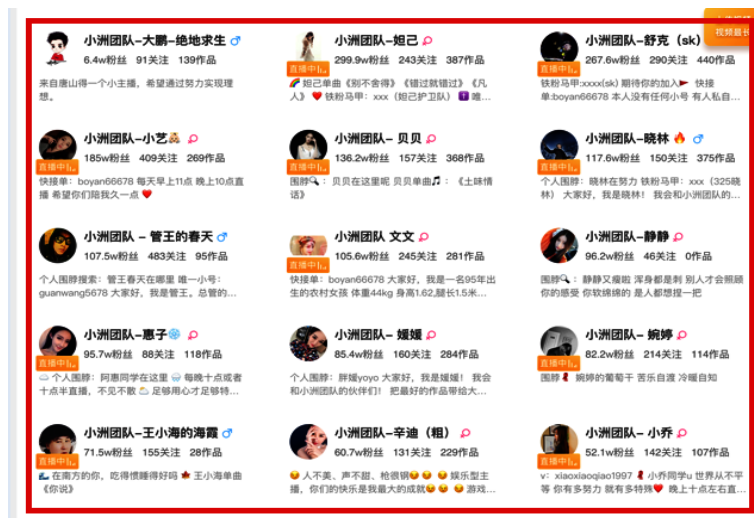 视频最长
小洲团队-大鹏-绝地求生
6.4w粉丝 91关注 139作品
来自唐山得一个小主播，希望通过努力实现理
想。
小洲团队-妲己
299.9w粉丝 243关注 387作品
直播中
🌈 妲己单曲《别不舍得》《错过就错过》《凡
人》 ❤️ 铁粉马甲：xxx（妲己护卫队） 唯...
小洲团队-舒克（sk）
267.6w粉丝 290关注 440作品
直播中
铁粉马甲:xxxx(sk) 期待你的加入 快接
单:boyan66678 本人没有任何小号 有人私自...
小洲团队-小艺
185w粉丝 409关注 269作品
直播中
快接单：boyan66678 每天早上11点 晚上10点直
播 希望你们陪我久一点 ❤️
小洲团队- 贝贝
136.2w粉丝 157关注 368作品
直播中
围脖🔍：贝贝在这里呢 贝贝单曲🎵：《土味情
话》
小洲团队-晓林 🔥
117.6w粉丝 150关注 375作品
直播中
个人围脖：晓林在努力 铁粉马甲：xxx（325晓
林） 大家好，我是晓林！ 我会和小洲团队的...
小洲团队 - 管王的春天
107.5w粉丝 483关注 95作品
个人围脖搜索：管王春天在哪里 唯一小号：
guanwang5678 大家好，我是管王。总管的...
小洲团队 文文
105.6w粉丝 245关注 281作品
直播中
快接单：boyan66678 大家好，我是一名95年出
生的农村女孩 体重44kg 身高1.62,腿长1.5米...
小洲团队-静静
96.2w粉丝 46关注 0作品
围脖🔍：静静又瘦啦 浑身都是刺 别人才会照顾
你的感受 你软绵绵的 是人都想捏一把
小洲团队-惠子❄️
95.7w粉丝 88关注 118作品
直播中
个人围脖：阿惠同学在这里 每晚十点或者
十点半直播，不见不散 足够用心才足够特...
小洲团队- 媛媛
85.4w粉丝 160关注 284作品
个人围脖：胖媛yoyo 大家好，我是媛媛！ 我会
和小洲团队的伙伴们！ 把最好的作品带给大...
小洲团队- 婉婷
82.2w粉丝 214关注 114作品
直播中
围脖 婉婷的葡萄干 苦乐自渡 冷暖自知
小洲团队-王小海的海霞
71.5w粉丝 155关注 28作品
直播中
在南方的你，吃得惯睡得好吗 🍁 王小海单曲
《你说》
小洲团队-辛迪（粗）
60.7w粉丝 131关注 229作品
人不美、声不甜、枪很钢 娱乐型主
播，你们的快乐是我最大的成就 游戏...
小洲团队- 小乔
52.1w粉丝 142关注 107作品
直播中
v：xiaoxiaoqiao1997 小乔同学u 世界从不平
等 你有多努力 就有多特殊❤️ 晚上十点左右直...